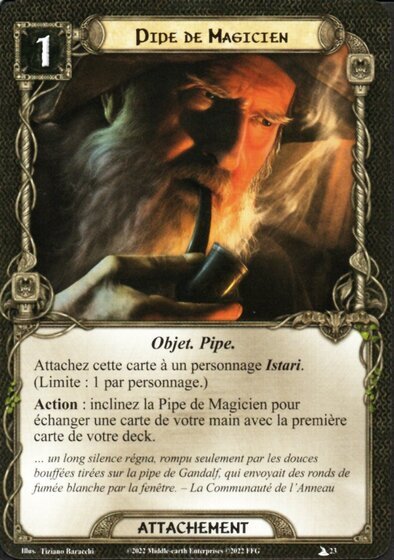 1
Pipe de Magicien
Objet. Pipe.
Attachez cette carte à un personnage Istari.
(Limite : 1 par personnage.)
Action : inclinez la Pipe de Magicien pour
échanger une carte de votre main avec la première
carte de votre deck.
... un long silence régna, rompu seulement par les douces
bouffées tirées sur la pipe de Gandalf, qui envoyait des ronds de
fumée blanche par la fenêtre. – La Communauté de l'Anneau
ATTACHEMENT
Illus. Tiziano Baracchi ©2022 Middle-earth Enterprises ©2022 FFG 23